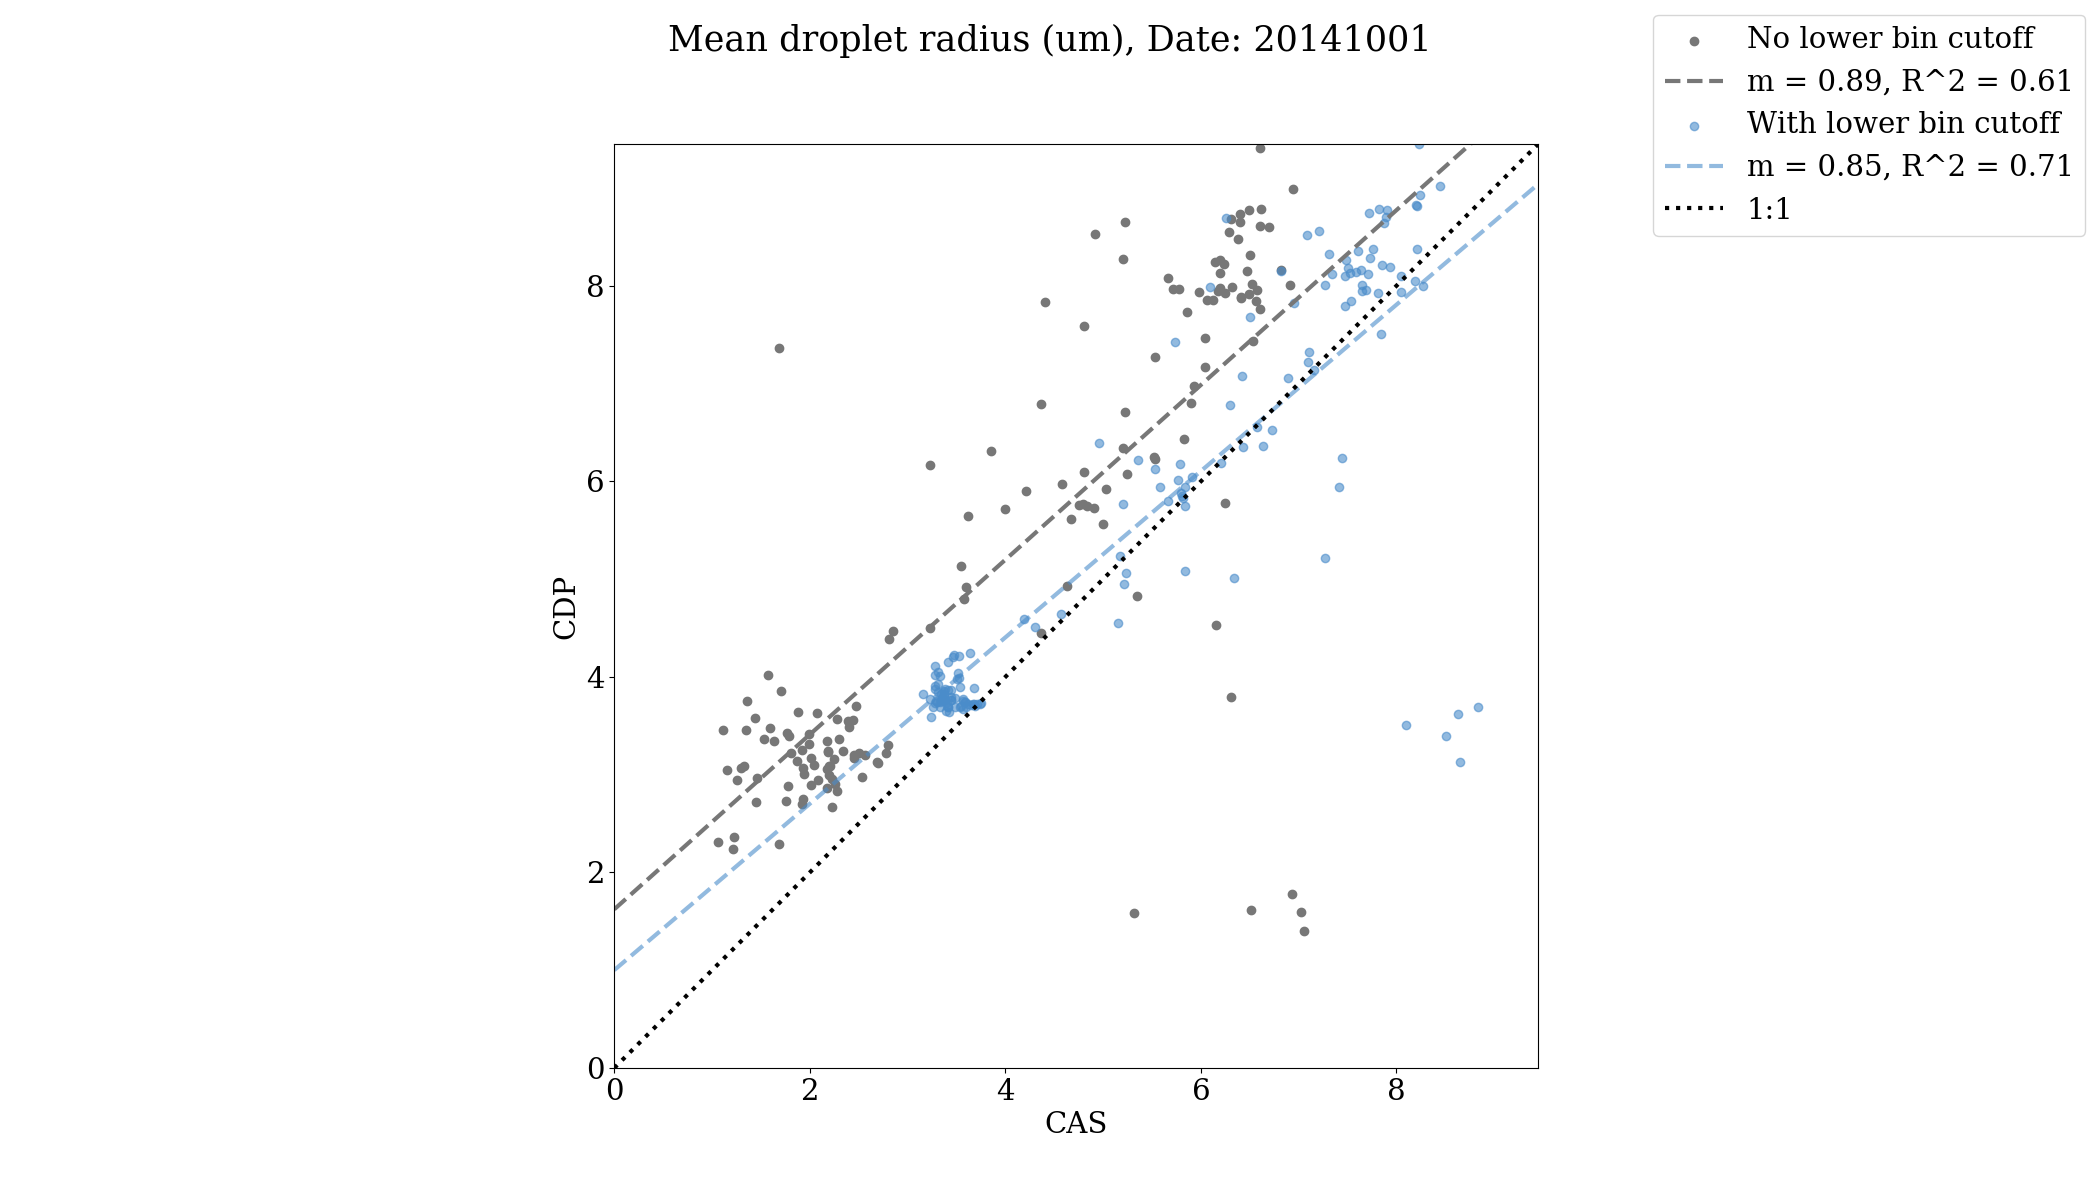 Mean droplet radius (um), Date: 20141001
No lower bin cutoff
m = 0.89, R^2 = 0.61
With lower bin cutoff
m = 0.85, R^2 = 0.71
1:1
8
6
4
2
0
CDP
0 2 4 6 8
CAS